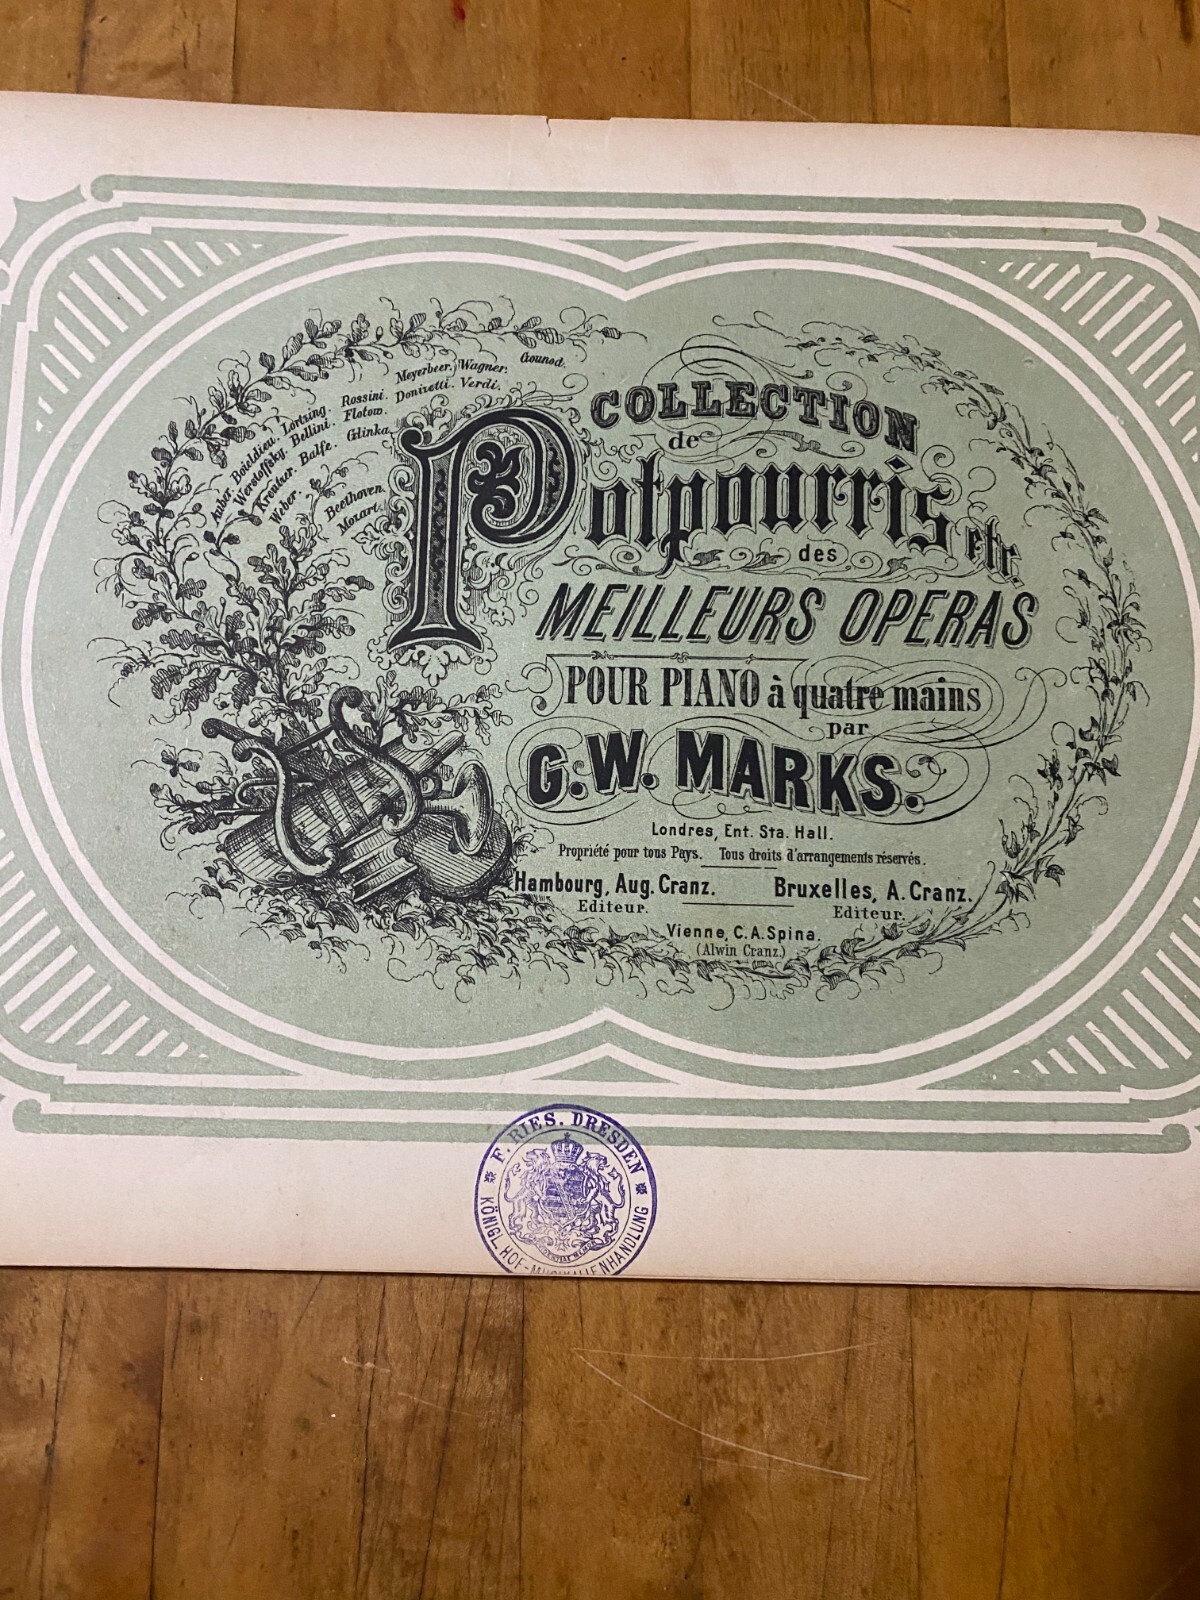 Gounod.
Meyerbeer. Wagner.
Rossini. Donizetti. Verdi.
Auber. Boieldieu. Lortzing. Flotow.
Werstoffsky. Bellini. Glinka.
Kreutzer. Balfe.
Weber. Beethoven.
Mozart.
COLLECTION
de
Potpourris etc.
des
MEILLEURS OPERAS
POUR PIANO à quatre mains
par
G. W. MARKS.
Londres, Ent. Sta. Hall.
Propriété pour tous Pays. Tous droits d'arrangements réservés.
Hambourg, Aug. Cranz. Bruxelles, A. Cranz.
Editeur. Editeur.
Vienne, C. A. Spina.
(Alwin Cranz.)
F. RIES. DRESDEN
KÖNIGL. HOF-MUSIKALIENHANDLUNG